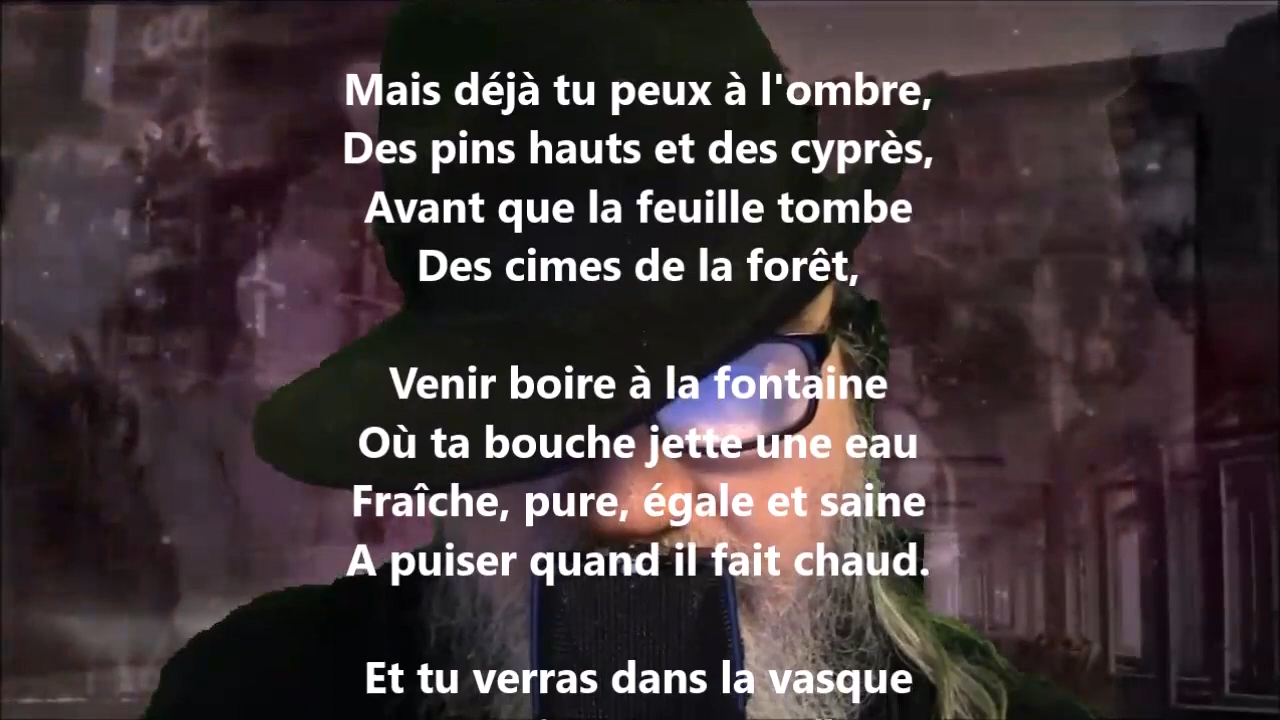 Mais déjà tu peux à l'ombre,
Des pins hauts et des cyprès,
Avant que la feuille tombe
Des cimes de la forêt,
Venir boire à la fontaine
Où ta bouche jette une eau
Fraîche, pure, égale et saine
A puiser quand il fait chaud.
Et tu verras dans la vasque